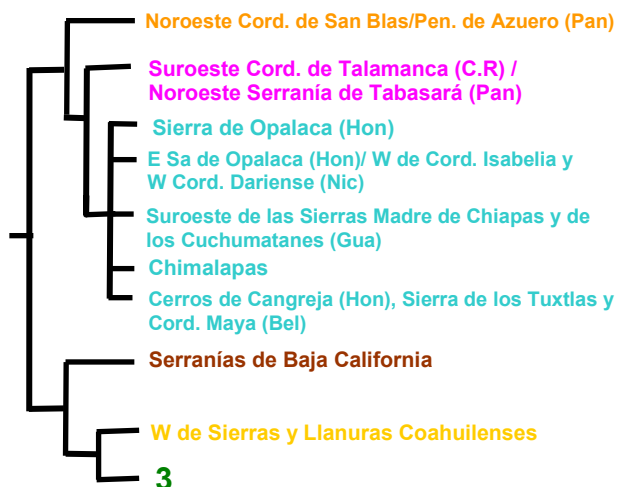 Noroeste Cord. de San Blas/Pen. de Azuero (Pan)
Suroeste Cord. de Talamanca (C.R) /
Noroeste Serranía de Tabasará (Pan)
Sierra de Opalaca (Hon)
E Sa de Opalaca (Hon)/ W de Cord. Isabelia y
W Cord. Dariense (Nic)
Suroeste de las Sierras Madre de Chiapas y de
los Cuchumatanes (Gua)
Chimalapas
Cerros de Cangreja (Hon), Sierra de los Tuxtlas y
Cord. Maya (Bel)
Serranías de Baja California
W de Sierras y Llanuras Coahuilenses
3